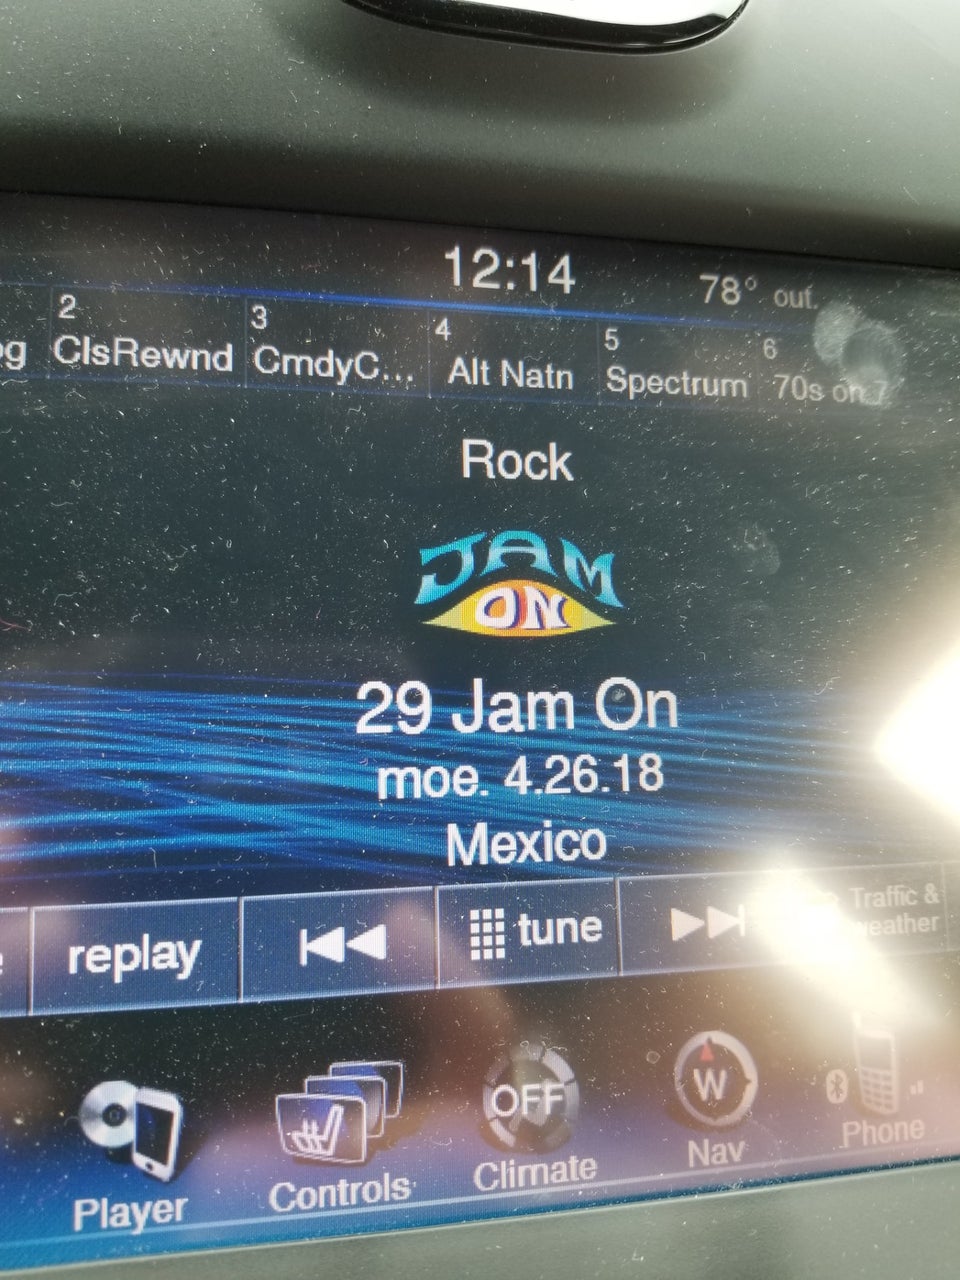 12:14
78° out.
2
3
4
5
6
og
ClsRewnd
CmdyC...
Alt Natn
Spectrum
70s on 7
Rock
JAM
ON
29 Jam On
moe. 4.26.18
Mexico
replay
tune
Traffic &
weather
OFF
W
Player
Controls
Climate
Nav
Phone